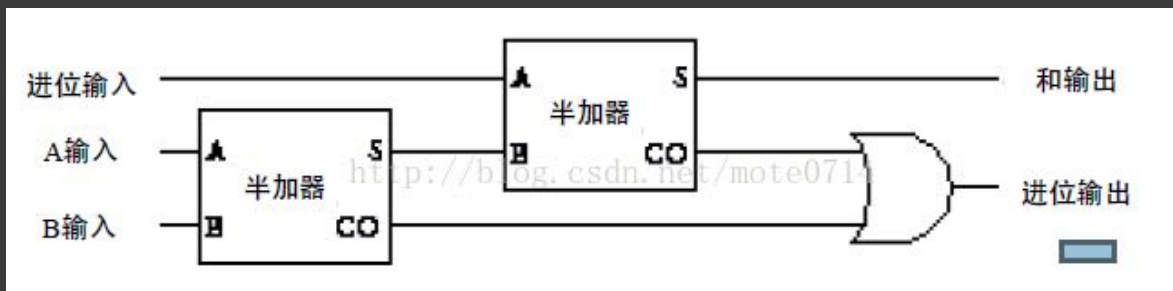 进位输入
A S
半加器
CO
B
和输出
A输入
A S
半加器
B输入
B CO
http://blog.csdn.net/mote0714
进位输出